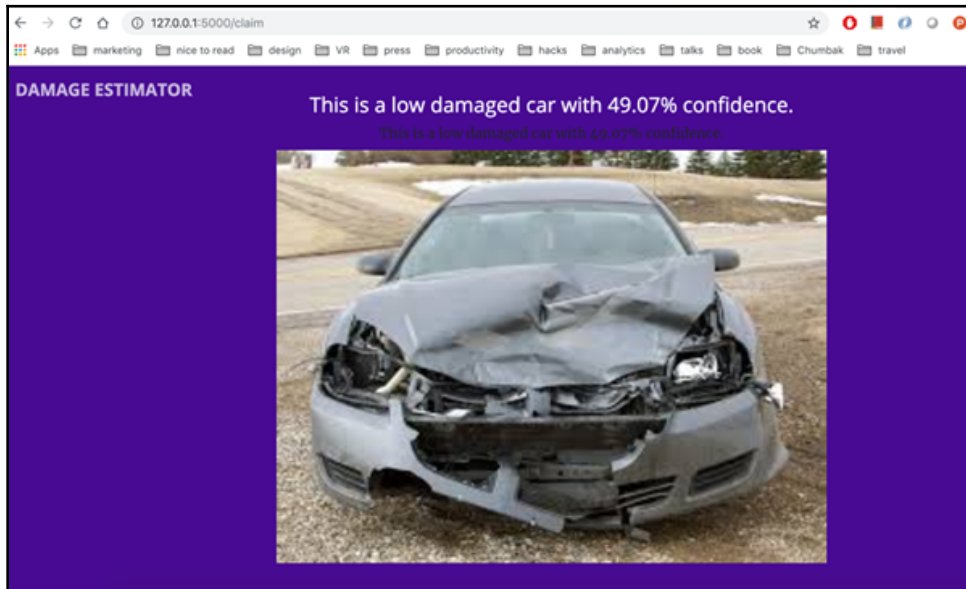 127.0.0.1:5000/claim
Apps marketing nice to read design VR press productivity hacks analytics talks book Chumbak travel
DAMAGE ESTIMATOR
This is a low damaged car with 49.07% confidence.
This is a low damaged car with 49.07% confidence.